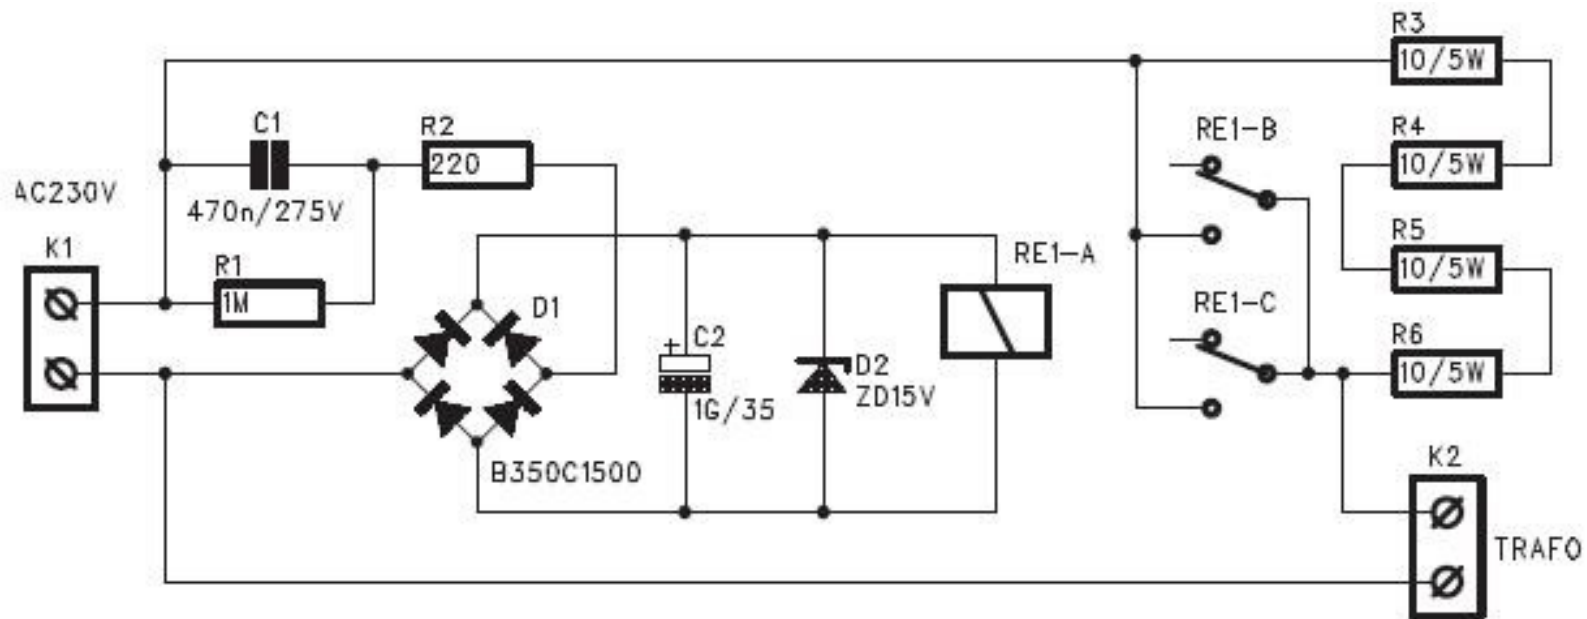 R3
10/5W
C1
R2
220
470n/275V
AC230V
K1
R1
1M
D1
B350C1500
C2
+
1G/35
D2
ZD15V
RE1-A
RE1-B
RE1-C
R4
10/5W
R5
10/5W
R6
10/5W
K2
TRAFO